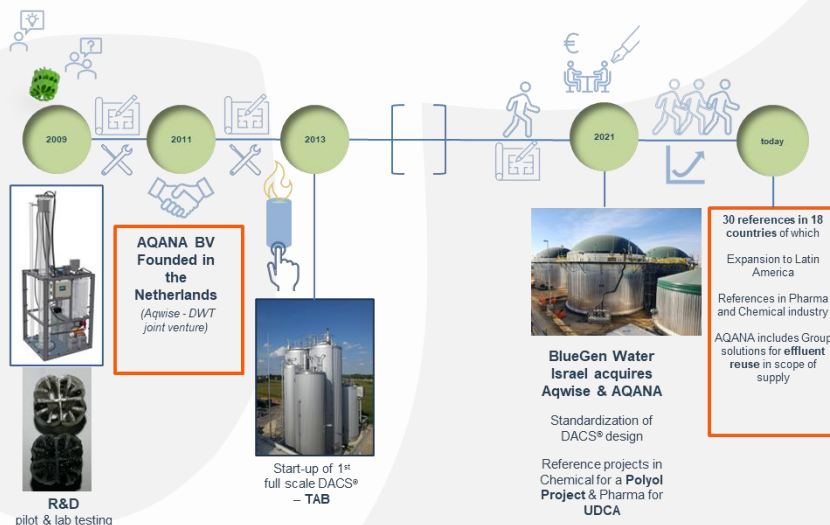 2009
2011
2013
2021
today
R&D
pilot & lab testing
AQANA BV
Founded in
the
Netherlands
(Aqwise - DWT
joint venture)
Start-up of 1st
full scale DACS®
– TAB
BlueGen Water
Israel acquires
Aqwise & AQANA
Standardization of
DACS® design
Reference projects in
Chemical for a Polyol
Project & Pharma for
UDCA
30 references in 18
countries of which
Expansion to Latin
America
References in Pharma
and Chemical industry
AQANA includes Group
solutions for effluent
reuse in scope of
supply